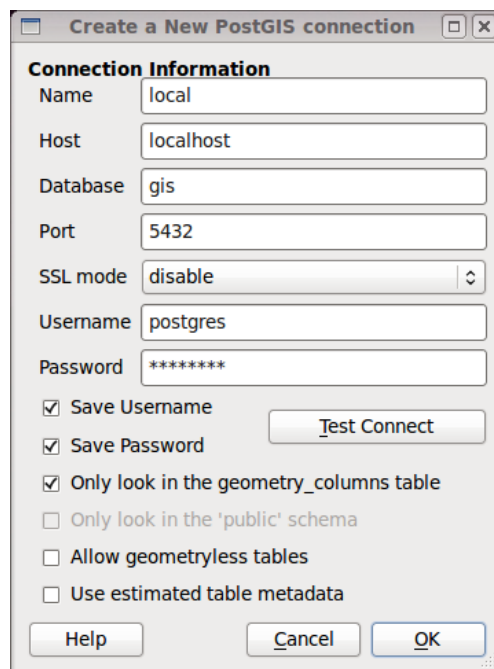 Create a New PostGIS connection
Connection Information
Name local
Host localhost
Database gis
Port 5432
SSL mode disable
Username postgres
Password ********
Save Username
Test Connect
Save Password
Only look in the geometry_columns table
Only look in the 'public' schema
Allow geometryless tables
Use estimated table metadata
Help Cancel OK